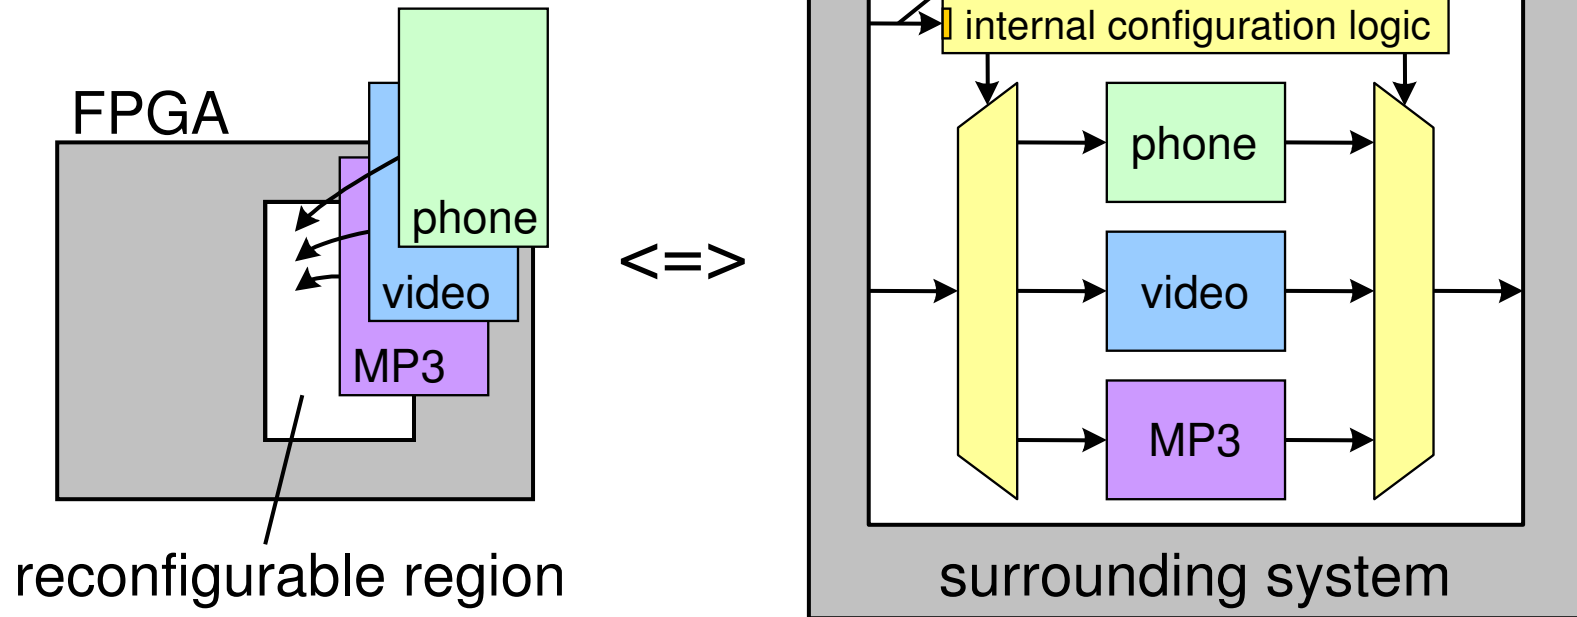 FPGA
phone
video
MP3
reconfigurable region
<=>
internal configuration logic
phone
video
MP3
surrounding system